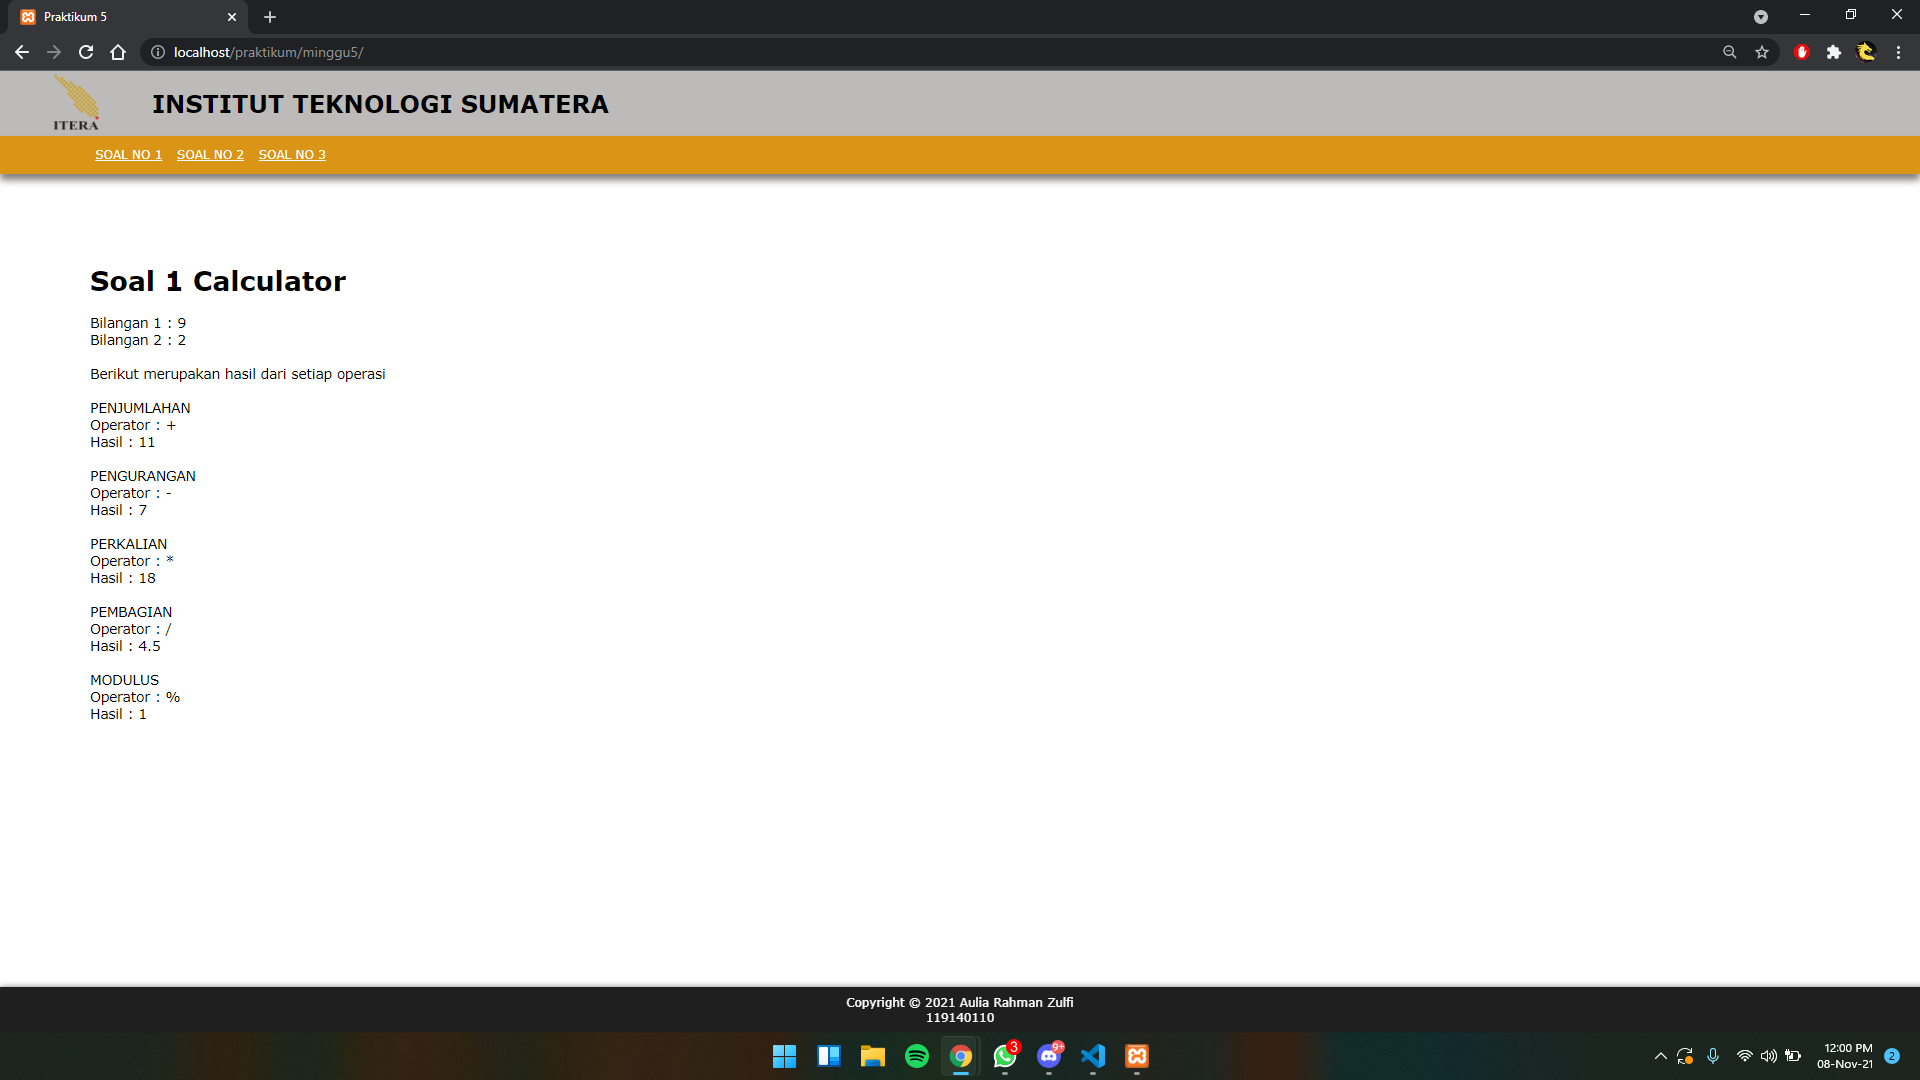 Praktikum 5
localhost/praktikum/minggu5/
ITERA
INSTITUT TEKNOLOGI SUMATERA
SOAL NO 1 SOAL NO 2 SOAL NO 3
Soal 1 Calculator
Bilangan 1 : 9
Bilangan 2 : 2
Berikut merupakan hasil dari setiap operasi
PENJUMLAHAN
Operator : +
Hasil : 11
PENGURANGAN
Operator : -
Hasil : 7
PERKALIAN
Operator : *
Hasil : 18
PEMBAGIAN
Operator : /
Hasil : 4.5
MODULUS
Operator : %
Hasil : 1
Copyright © 2021 Aulia Rahman Zulfi
119140110
3
9+
12:00 PM
08-Nov-21
2